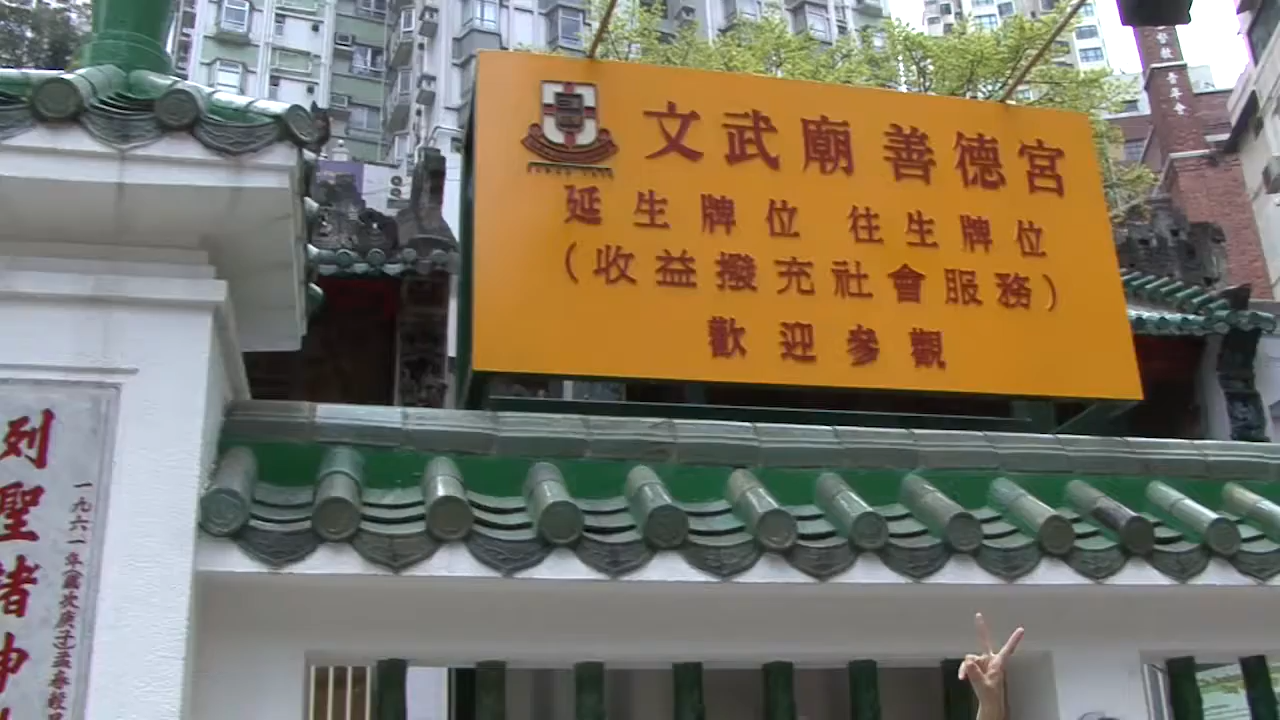 文武廟善德宮
延生牌位 往生牌位
(收益撥充社會服務)
歡迎參觀
列聖諸神
一九六一年(歲次庚子)孟春